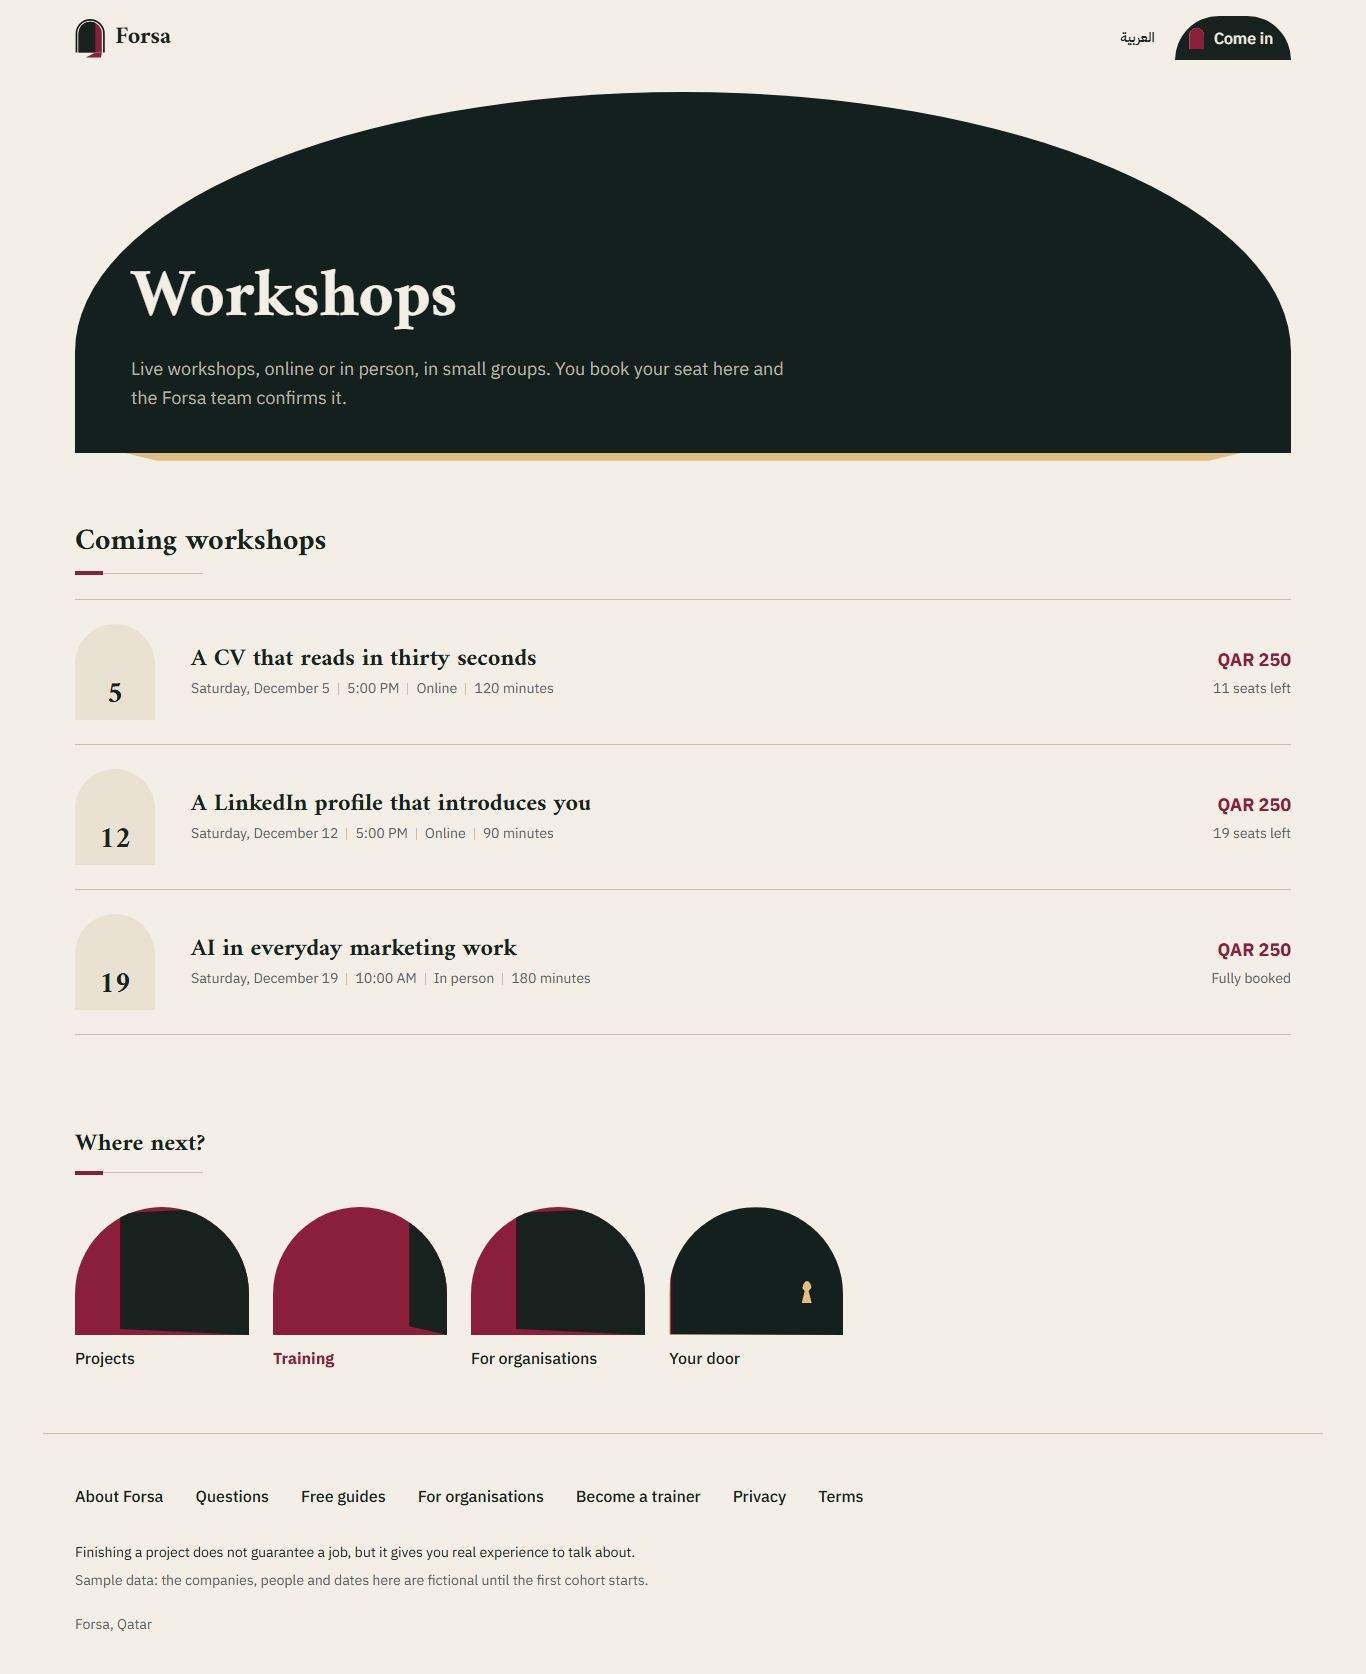 Forsa
العربية
Come in
Workshops
Live workshops, online or in person, in small groups. You book your seat here and
the Forsa team confirms it.
Coming workshops
5
A CV that reads in thirty seconds
Saturday, December 5 | 5:00 PM | Online | 120 minutes
QAR 250
11 seats left
12
A LinkedIn profile that introduces you
Saturday, December 12 | 5:00 PM | Online | 90 minutes
QAR 250
19 seats left
19
AI in everyday marketing work
Saturday, December 19 | 10:00 AM | In person | 180 minutes
QAR 250
Fully booked
Where next?
Projects
Training
For organisations
Your door
About Forsa Questions Free guides For organisations Become a trainer Privacy Terms
Finishing a project does not guarantee a job, but it gives you real experience to talk about.
Sample data: the companies, people and dates here are fictional until the first cohort starts.
Forsa, Qatar